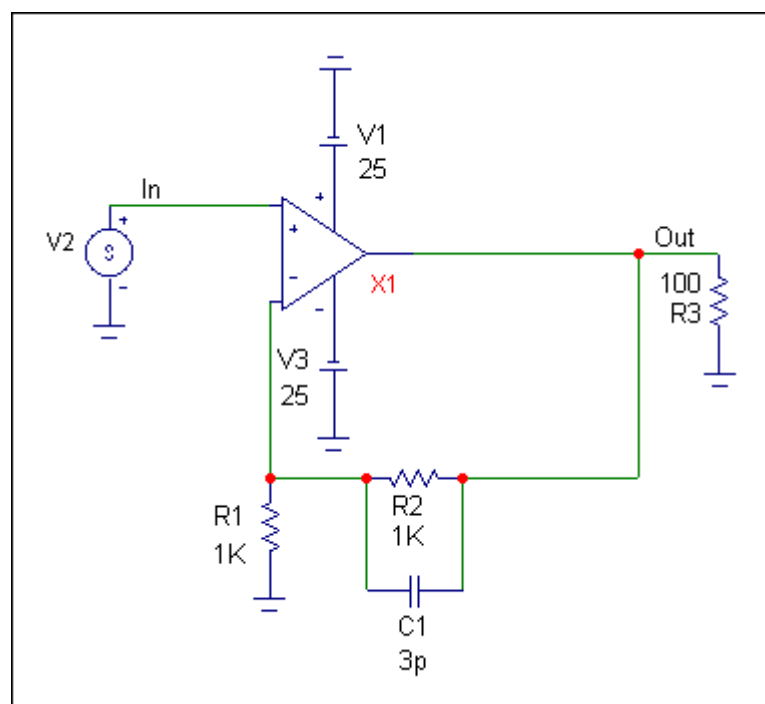 V1
25
In
+
+
V2
S
-
+
-
X1
-
Out
100
R3
V3
25
R1
1K
R2
1K
C1
3p